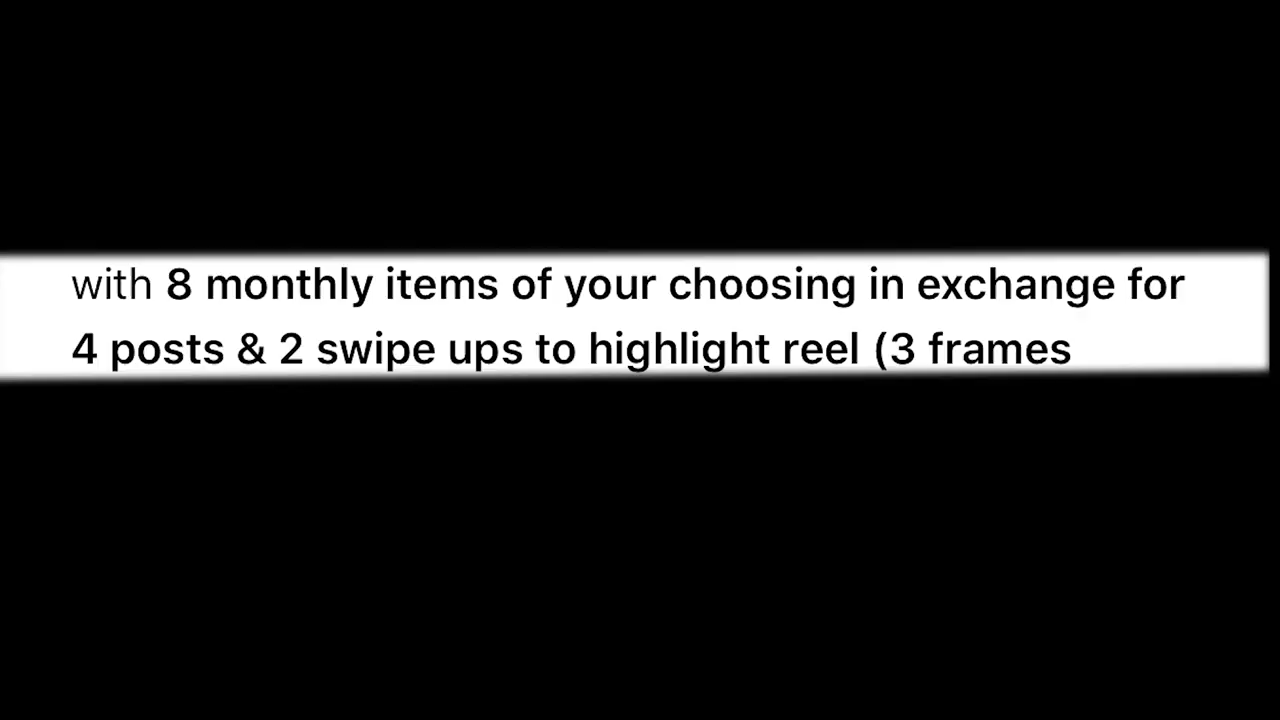 with 8 monthly items of your choosing in exchange for
4 posts & 2 swipe ups to highlight reel (3 frames